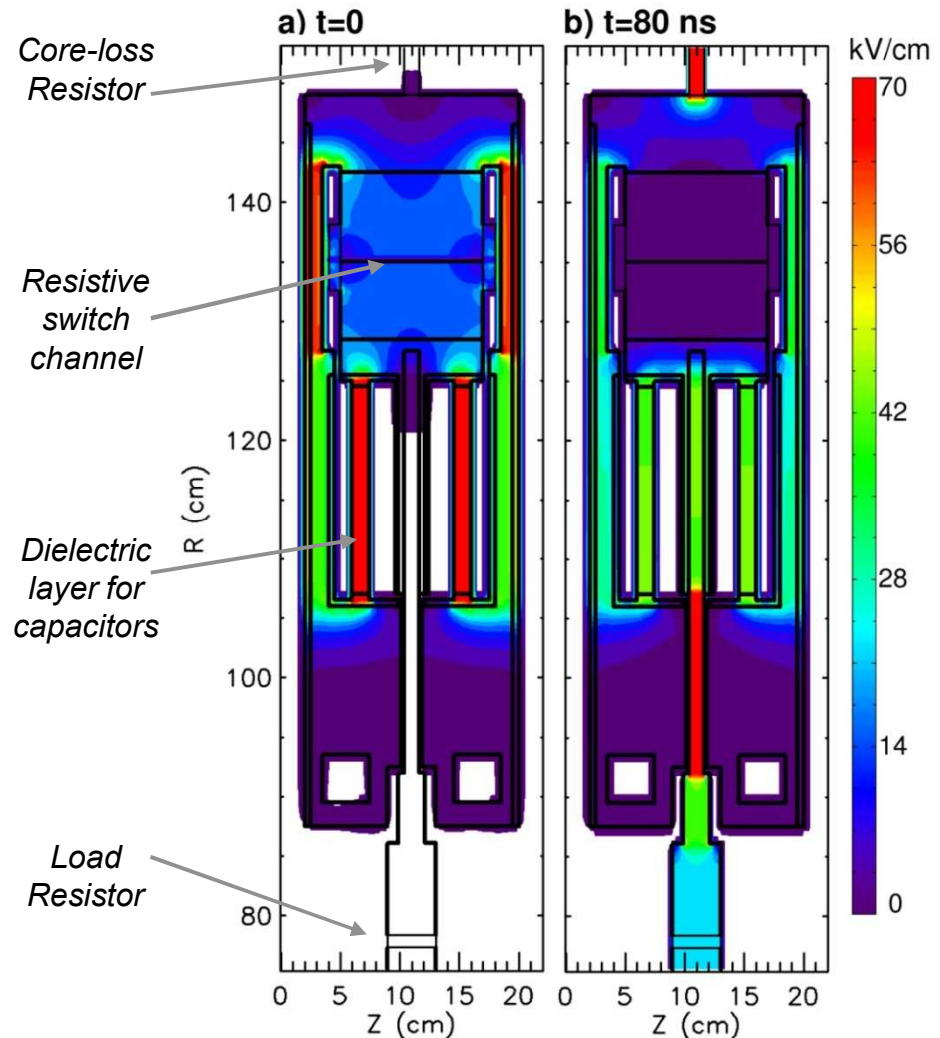 a) t=0
b) t=80 ns
kV/cm
Core-loss
Resistor
Resistive
switch
channel
Dielectric
layer for
capacitors
Load
Resistor
R (cm)
140
120
100
80
0 5 10 15 20
Z (cm)
0 5 10 15 20
Z (cm)
70
56
42
28
14
0